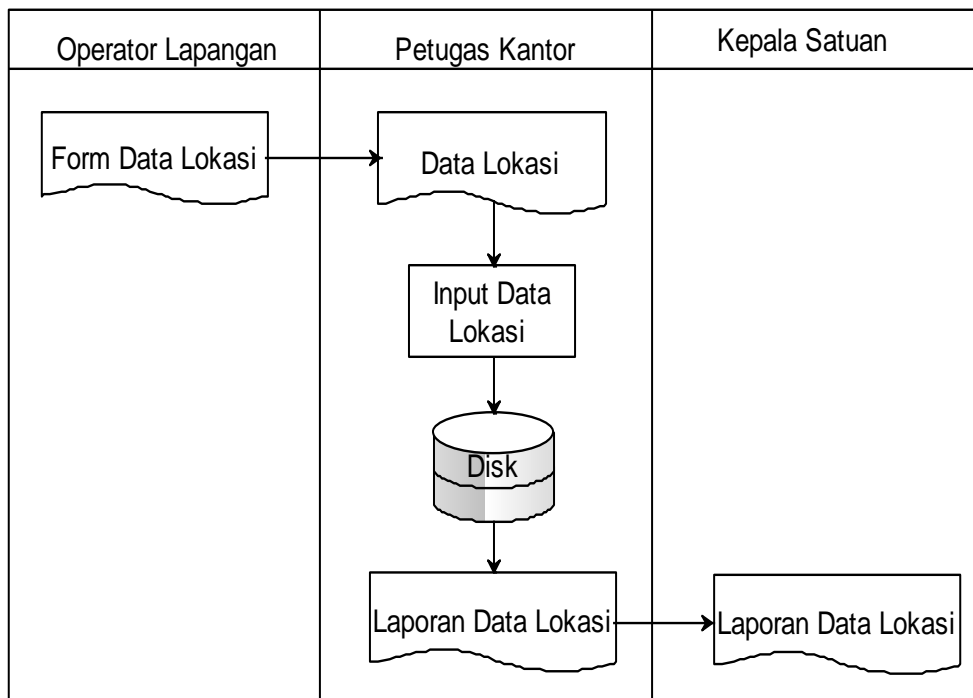 Operator Lapangan
Petugas Kantor
Kepala Satuan
Form Data Lokasi
Data Lokasi
Input Data
Lokasi
Disk
Laporan Data Lokasi
Laporan Data Lokasi